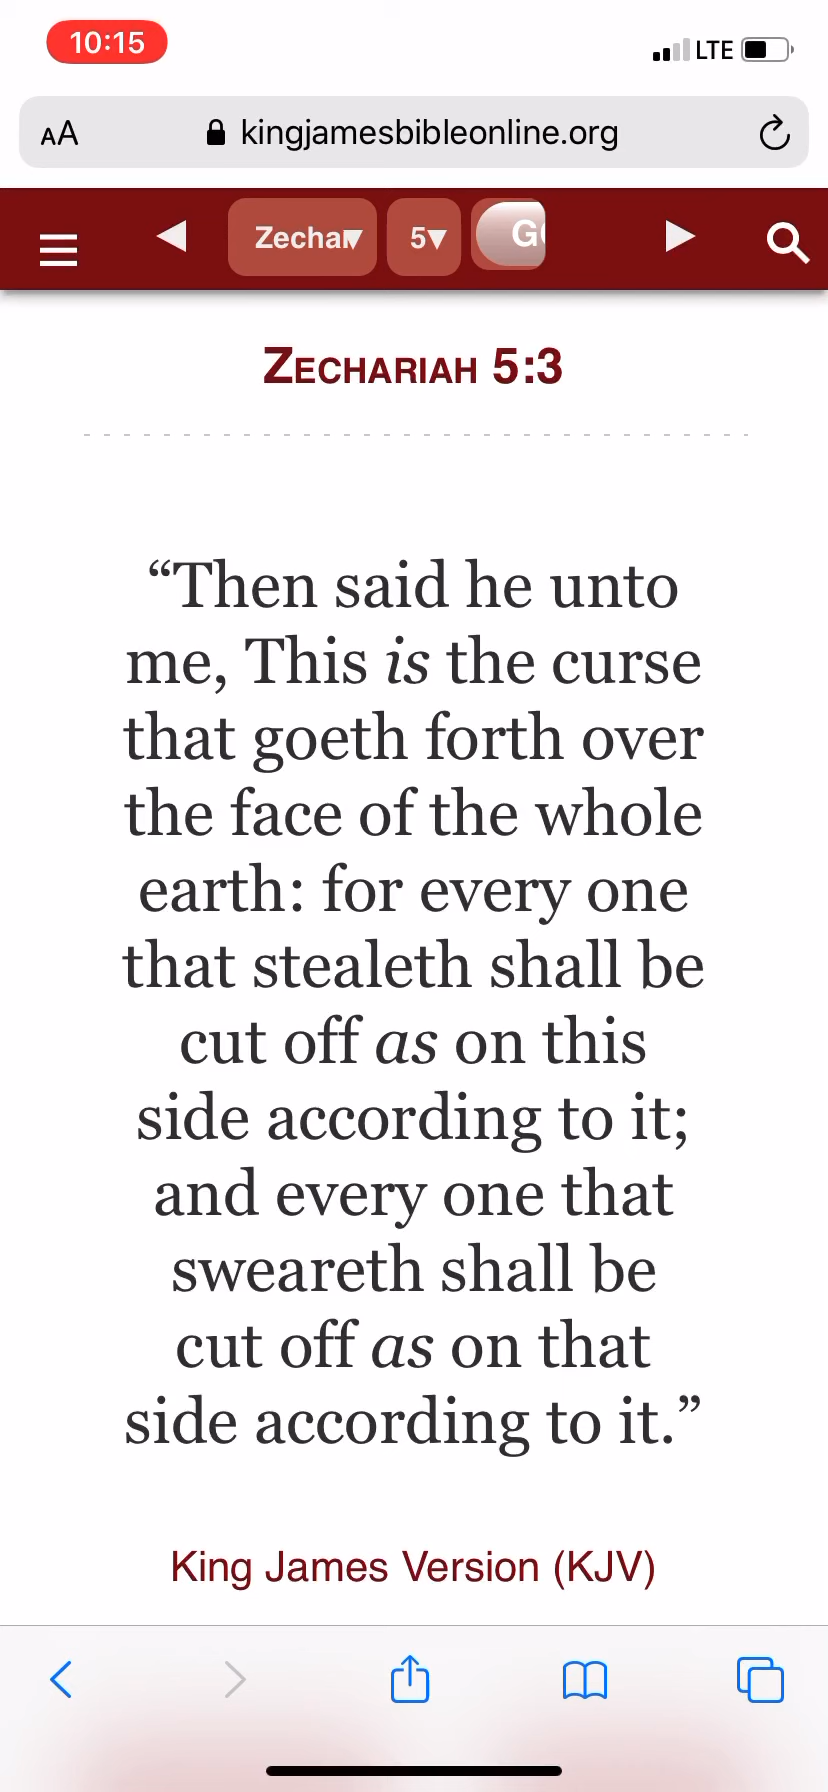 10:15 LTE
AA kingjamesbibleonline.org
Zechar 5 G
ZECHARIAH 5:3
“Then said he unto
me, This is the curse
that goeth forth over
the face of the whole
earth: for every one
that stealeth shall be
cut off as on this
side according to it;
and every one that
sweareth shall be
cut off as on that
side according to it.”
King James Version (KJV)